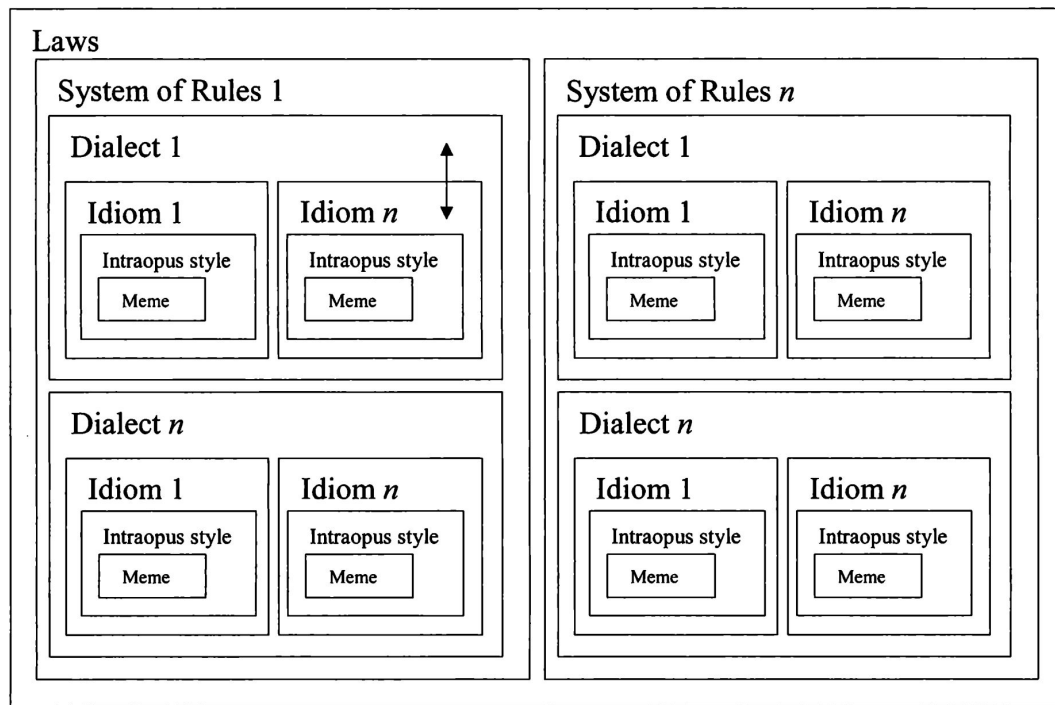 Laws
System of Rules 1
System of Rules n
Dialect 1
Dialect 1
Idiom 1
Idiom n
Idiom 1
Idiom n
Intraopus style
Intraopus style
Intraopus style
Intraopus style
Meme
Meme
Meme
Meme
Dialect n
Dialect n
Idiom 1
Idiom n
Idiom 1
Idiom n
Intraopus style
Intraopus style
Intraopus style
Intraopus style
Meme
Meme
Meme
Meme